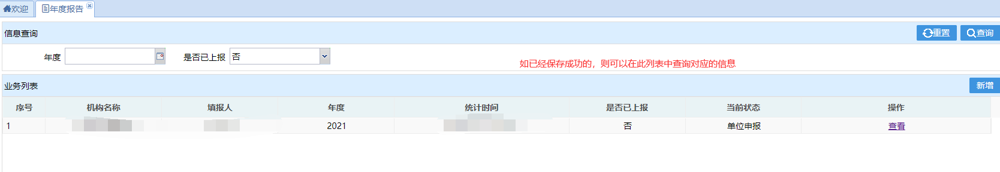 欢迎 年度报告
信息查询 重置 查询
年度 是否已上报 否
如已经保存成功的，则可以在此列表中查询对应的信息
业务列表 新增
序号 机构名称 填报人 年度 统计时间 是否已上报 当前状态 操作
1 2021 否 单位申报 查看